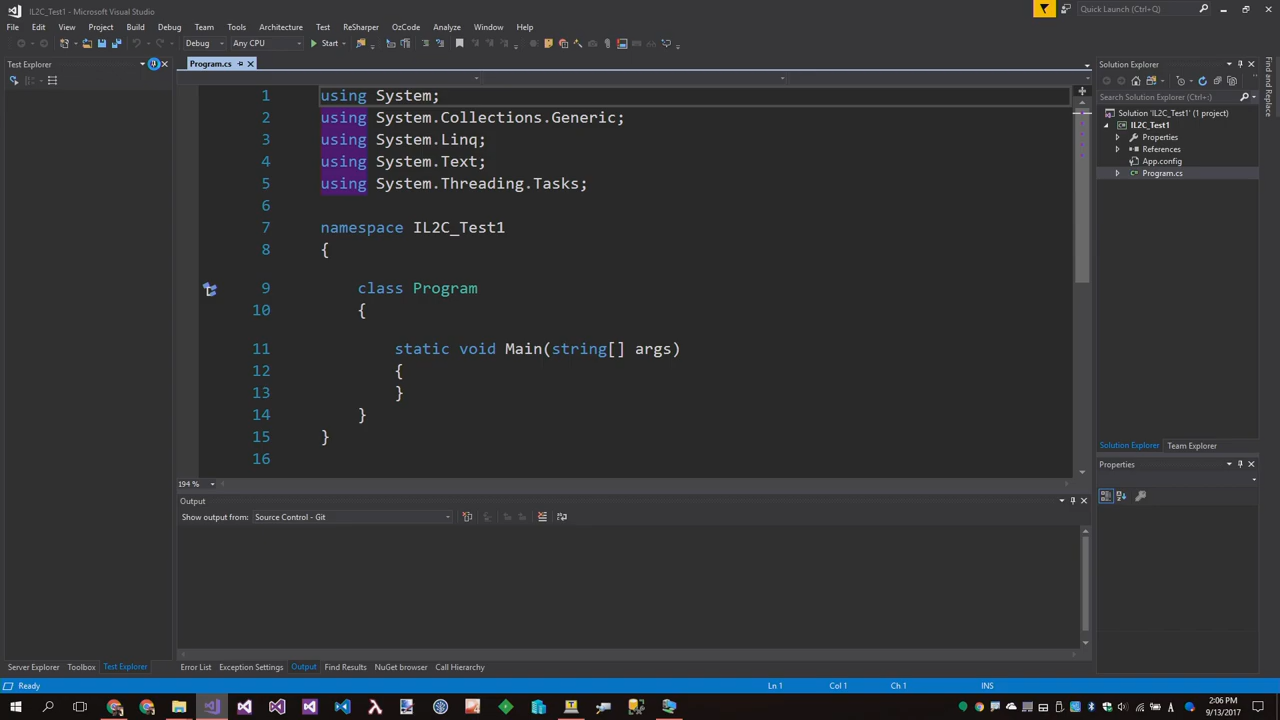 IL2C_Test1 - Microsoft Visual Studio
Quick Launch (Ctrl+Q)
File Edit View Project Build Debug Team Tools Architecture Test ReSharper OzCode Analyze Window Help
Debug Any CPU Start
Test Explorer
Program.cs
Solution Explorer
Find and Replace
Search Solution Explorer (Ctrl+:)
Solution 'IL2C_Test1' (1 project)
IL2C_Test1
Properties
References
App.config
Program.cs
1 using System;
2 using System.Collections.Generic;
3 using System.Linq;
4 using System.Text;
5 using System.Threading.Tasks;
6
7 namespace IL2C_Test1
8 {
9 class Program
10 {
11 static void Main(string[] args)
12 {
13 }
14 }
15 }
16
194 %
Solution Explorer Team Explorer
Properties
Output
Show output from: Source Control - Git
Server Explorer Toolbox Test Explorer
Error List Exception Settings Output Find Results NuGet browser Call Hierarchy
Ready Ln 1 Col 1 Ch 1 INS
2:06 PM
9/13/2017